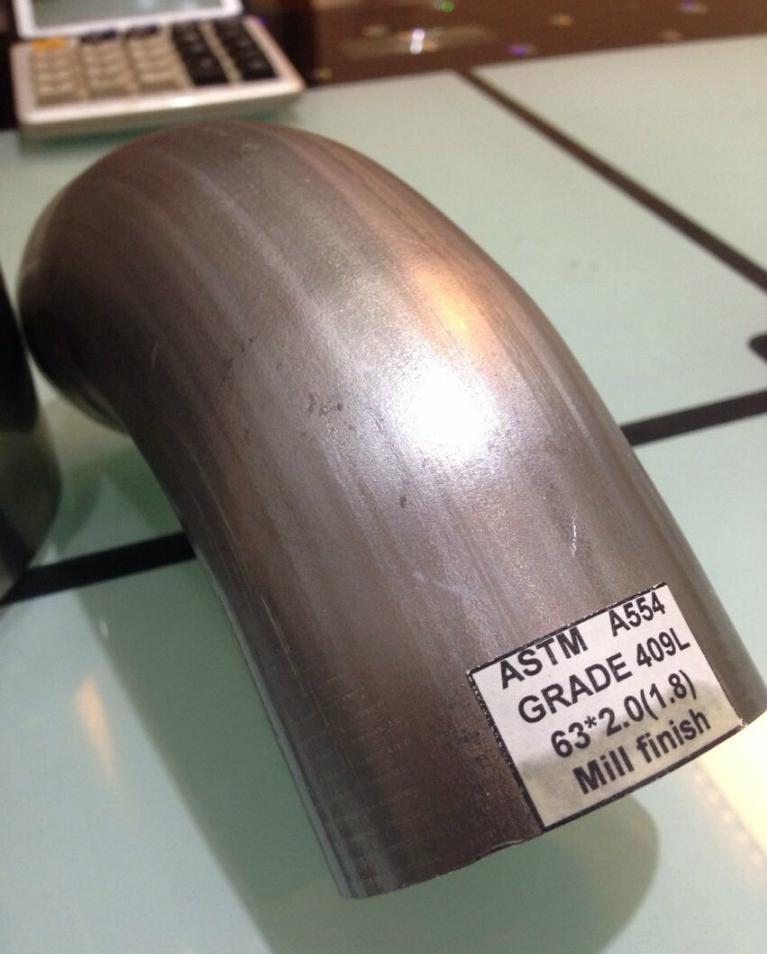 ASTM A554
GRADE 409L
63*2.0(1.8)
Mill finish